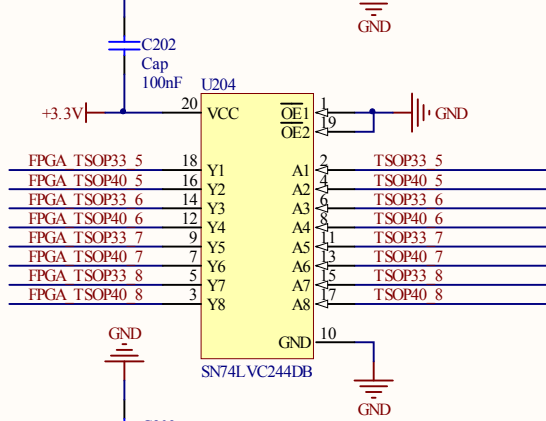 GND
C202
Cap
100nF
U204
+3.3V
20 VCC OE1 1 GND
OE2 19
FPGA TSOP33 5 18 Y1 A1 2 TSOP33 5
FPGA TSOP40 5 16 Y2 A2 4 TSOP40 5
FPGA TSOP33 6 14 Y3 A3 6 TSOP33 6
FPGA TSOP40 6 12 Y4 A4 8 TSOP40 6
FPGA TSOP33 7 9 Y5 A5 11 TSOP33 7
FPGA TSOP40 7 7 Y6 A6 13 TSOP40 7
FPGA TSOP33 8 5 Y7 A7 15 TSOP33 8
FPGA TSOP40 8 3 Y8 A8 17 TSOP40 8
GND
GND 10
SN74LVC244DB
GND